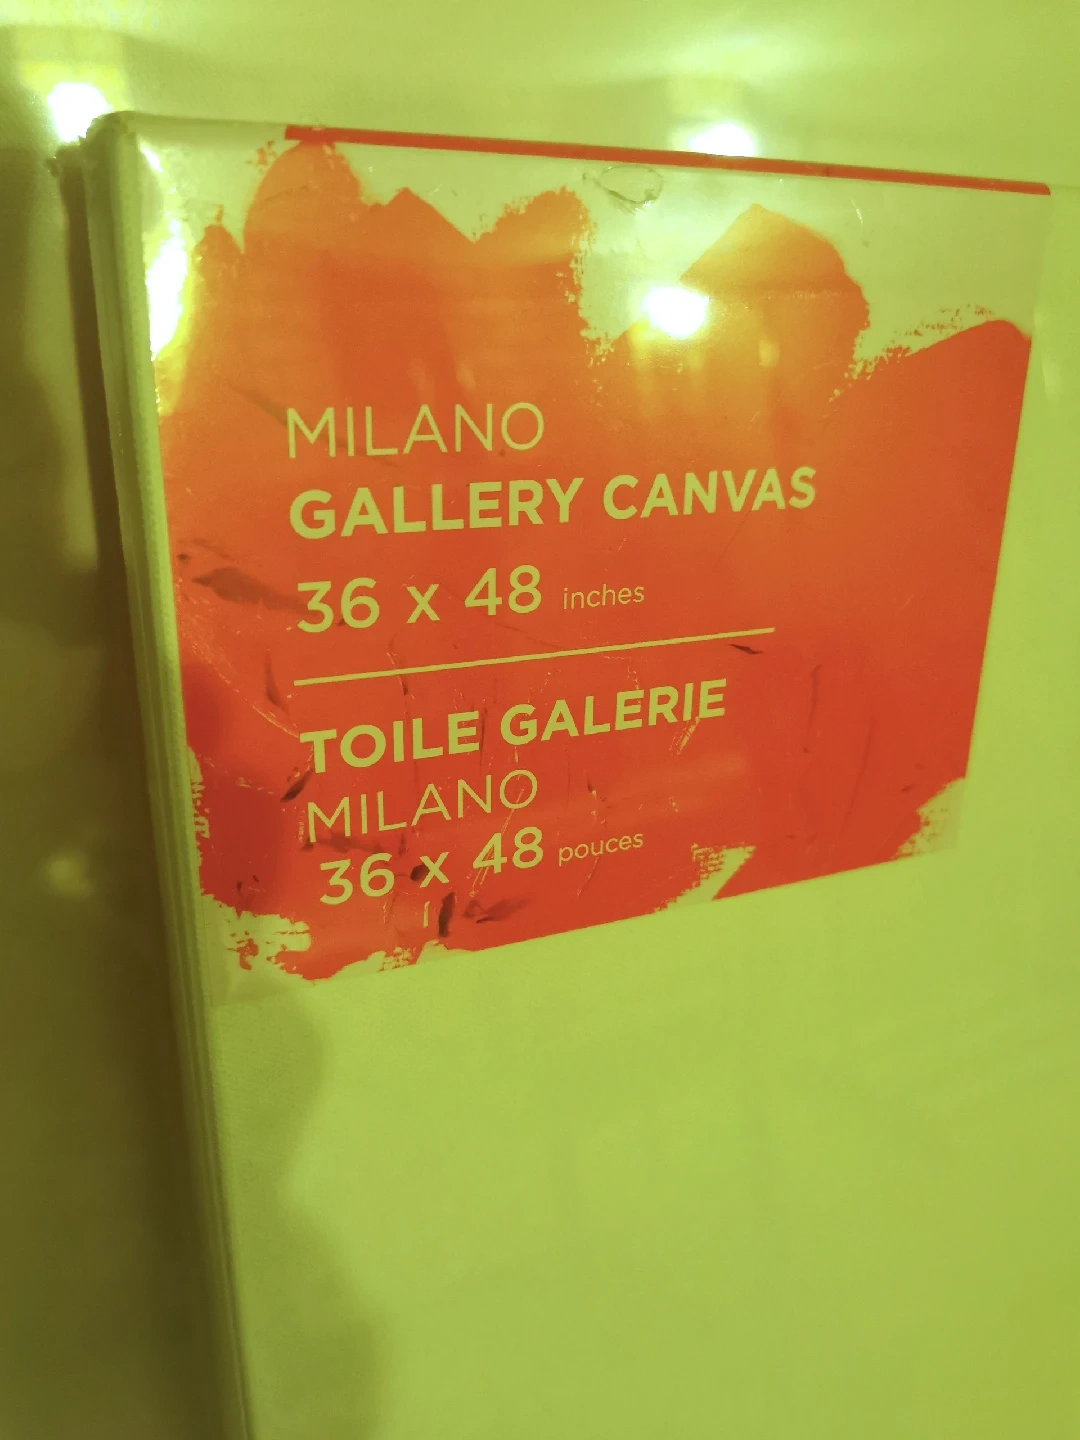 MILANO
GALLERY CANVAS
36 x 48 inches
TOILE GALERIE
MILANO
36 x 48 pouces